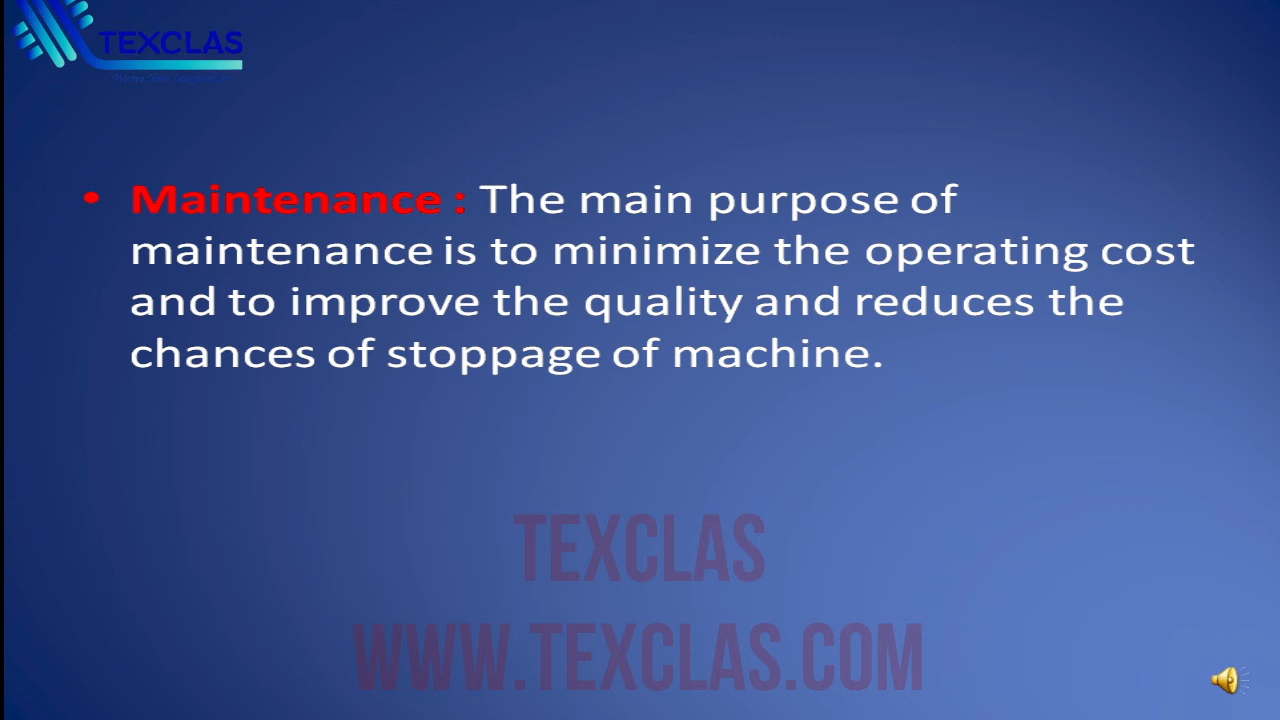 TEXCLAS
• Maintenance : The main purpose of
maintenance is to minimize the operating cost
and to improve the quality and reduces the
chances of stoppage of machine.
TEXCLAS
WWW.TEXCLAS.COM